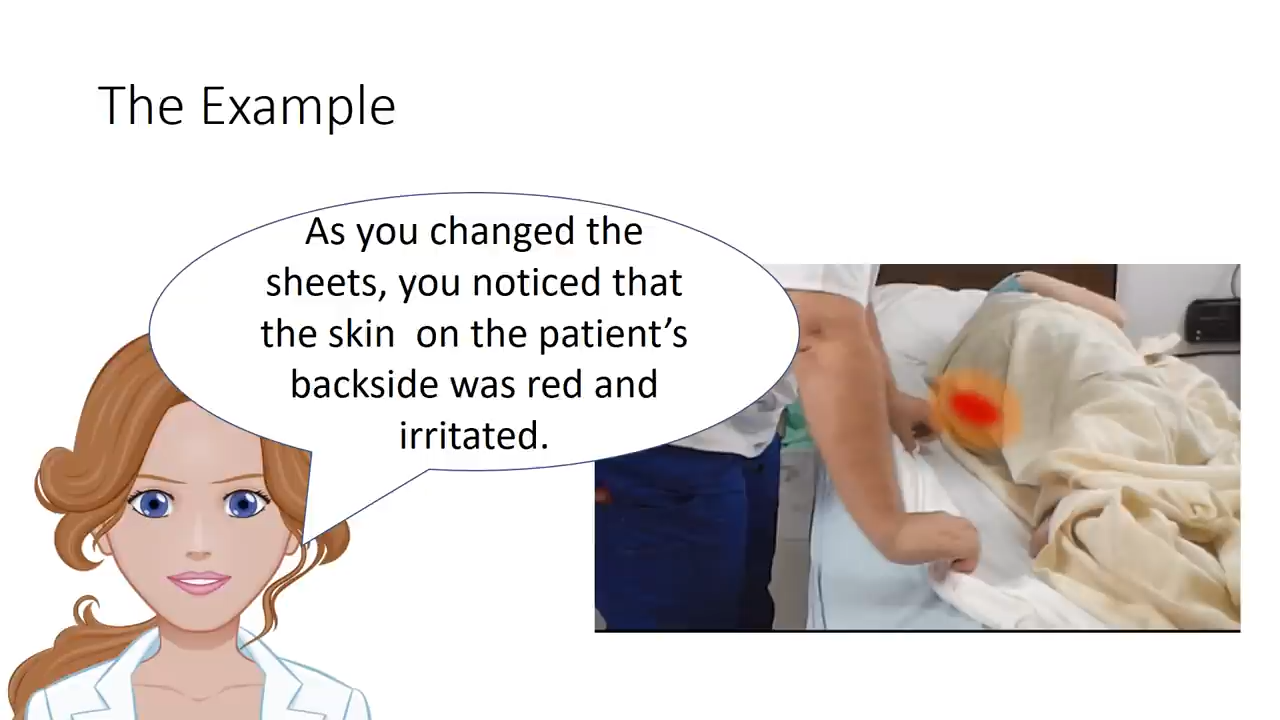 The Example
As you changed the
sheets, you noticed that
the skin  on the patient’s
backside was red and
irritated.